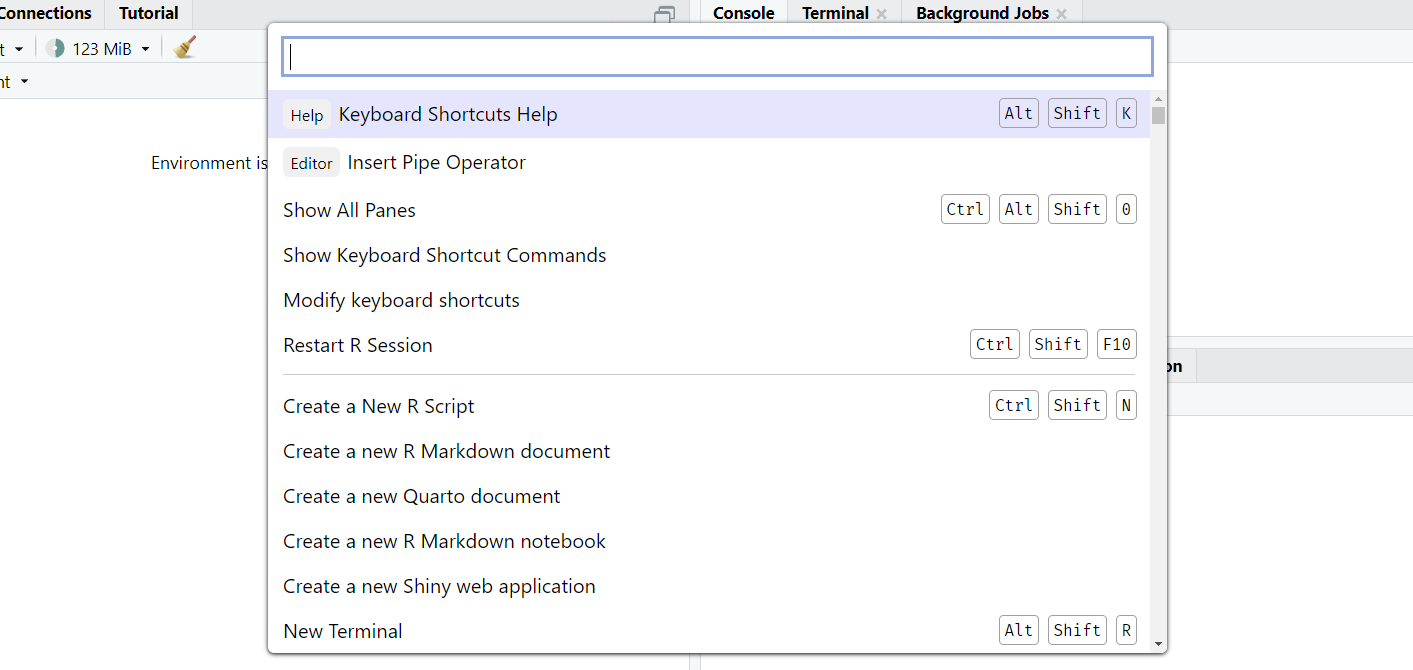 Connections Tutorial Console Terminal Background Jobs
t 123 MiB
nt
Environment is
Help Keyboard Shortcuts Help Alt Shift K
Editor Insert Pipe Operator
Show All Panes Ctrl Alt Shift 0
Show Keyboard Shortcut Commands
Modify keyboard shortcuts
Restart R Session Ctrl Shift F10
on
Create a New R Script Ctrl Shift N
Create a new R Markdown document
Create a new Quarto document
Create a new R Markdown notebook
Create a new Shiny web application
New Terminal Alt Shift R